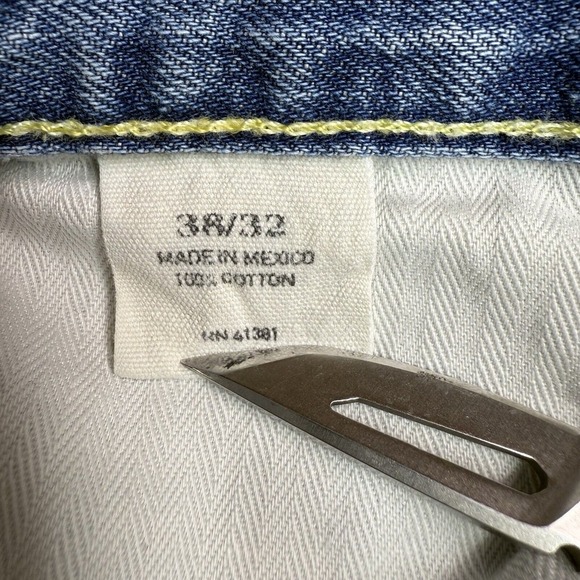 38/32
MADE IN MEXICO
100% COTTON
RN 41381